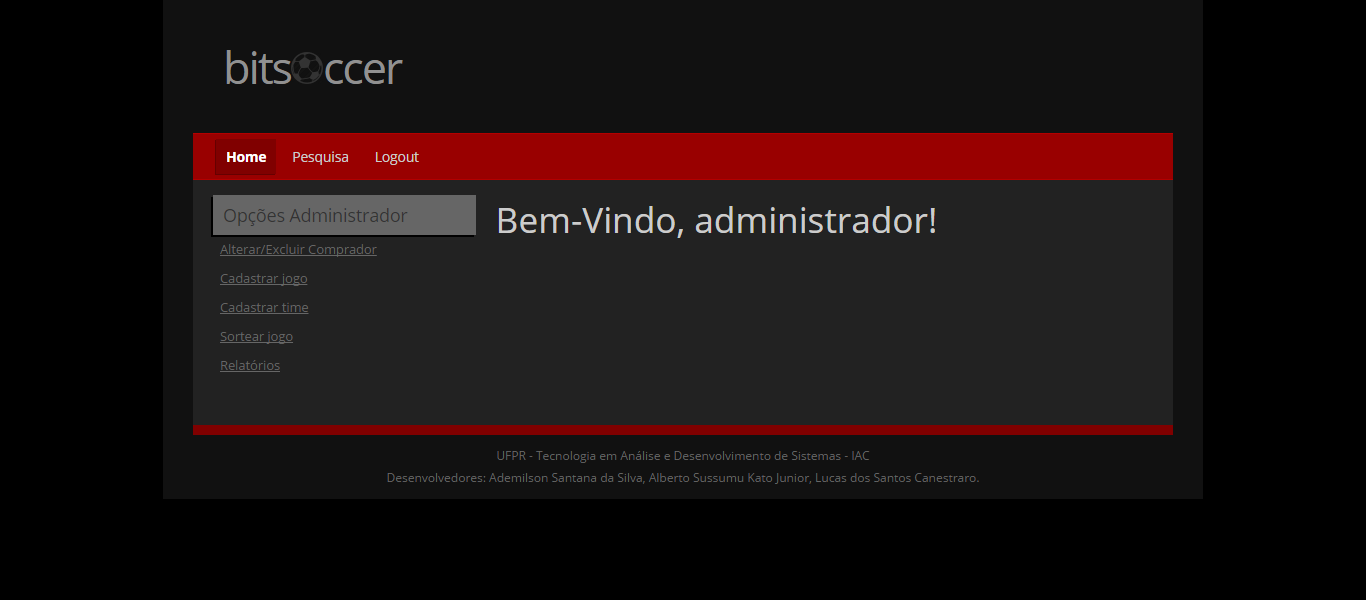 bitsoccer
Home Pesquisa Logout
Opções Administrador
Bem-Vindo, administrador!
Alterar/Excluir Comprador
Cadastrar jogo
Cadastrar time
Sortear jogo
Relatórios
UFPR - Tecnologia em Análise e Desenvolvimento de Sistemas - IAC
Desenvolvedores: Ademilson Santana da Silva, Alberto Sussumu Kato Junior, Lucas dos Santos Canestraro.